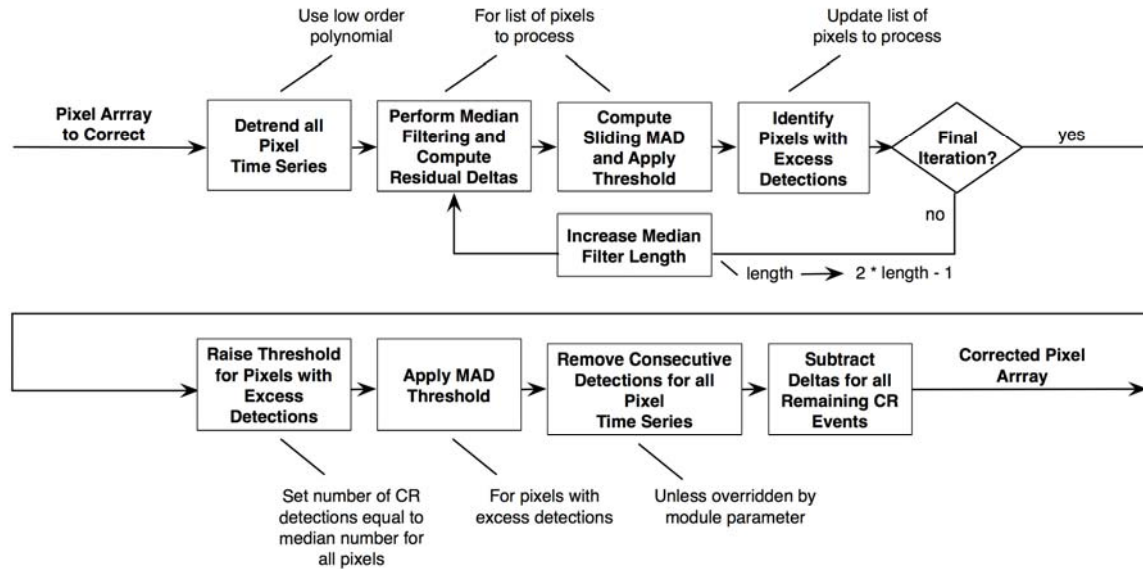 Use low order
polynomial
For list of pixels
to process
Update list of
pixels to process
Pixel Arrray
to Correct
Detrend all
Pixel
Time Series
Perform Median
Filtering and
Compute
Residual Deltas
Compute
Sliding MAD
and Apply
Threshold
Identify
Pixels with
Excess
Detections
Final
Iteration?
yes
no
Increase Median
Filter Length
length
2 * length - 1
Raise Threshold
for Pixels with
Excess
Detections
Apply MAD
Threshold
Remove Consecutive
Detections for all
Pixel
Time Series
Subtract
Deltas for all
Remaining CR
Events
Corrected Pixel
Arrray
Set number of CR
detections equal to
median number for
all pixels
For pixels with
excess detections
Unless overridden by
module parameter